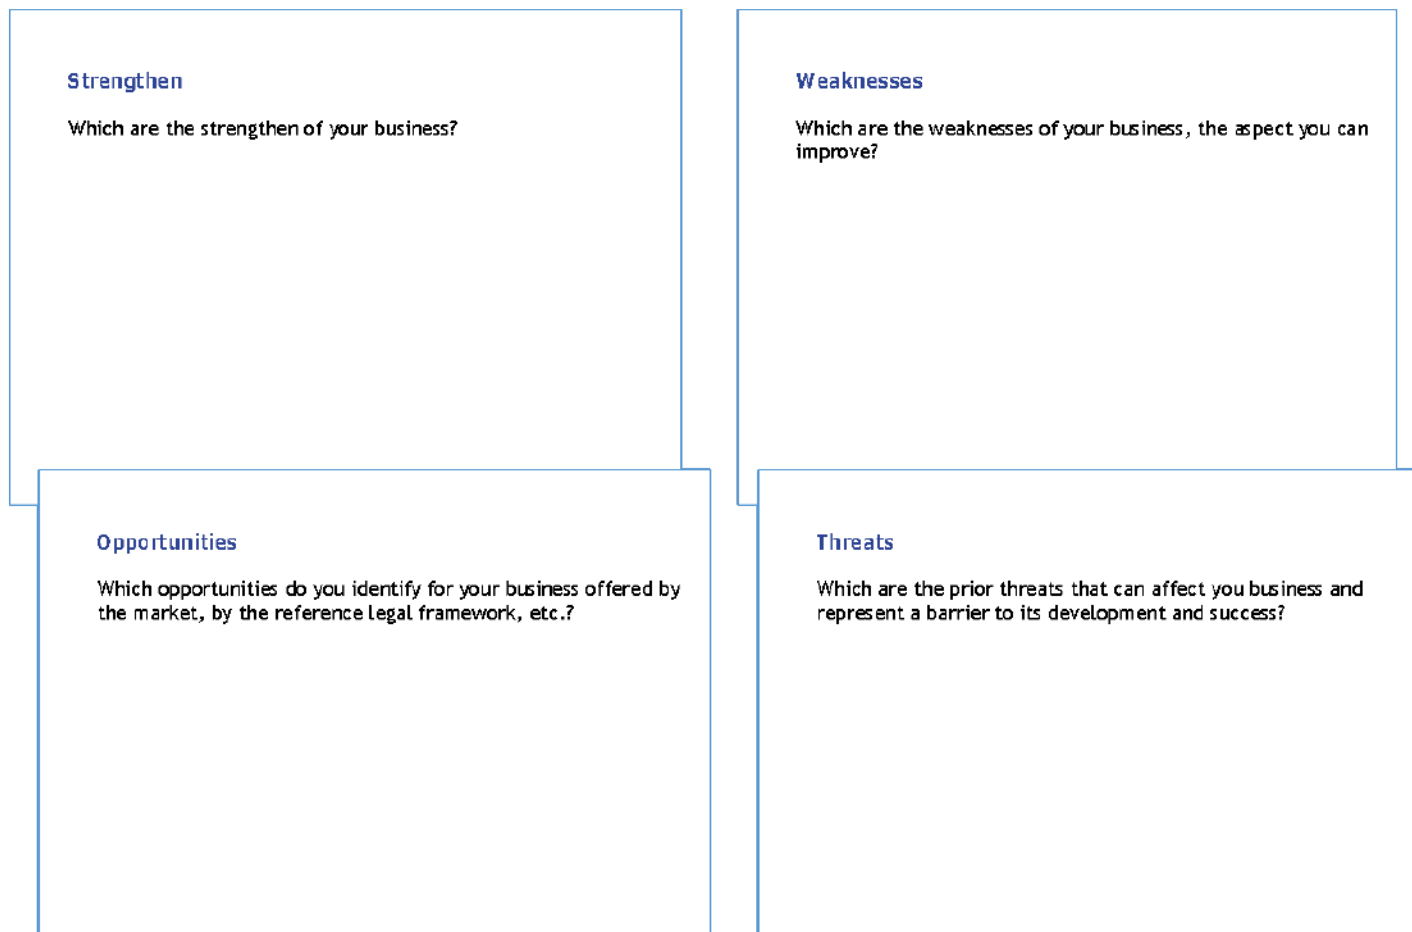 Strengthen
Which are the strengthen of your business?
Weaknesses
Which are the weaknesses of your business, the aspect you can
improve?
Opportunities
Which opportunities do you identify for your business offered by
the market, by the reference legal framework, etc.?
Threats
Which are the prior threats that can affect you business and
represent a barrier to its development and success?